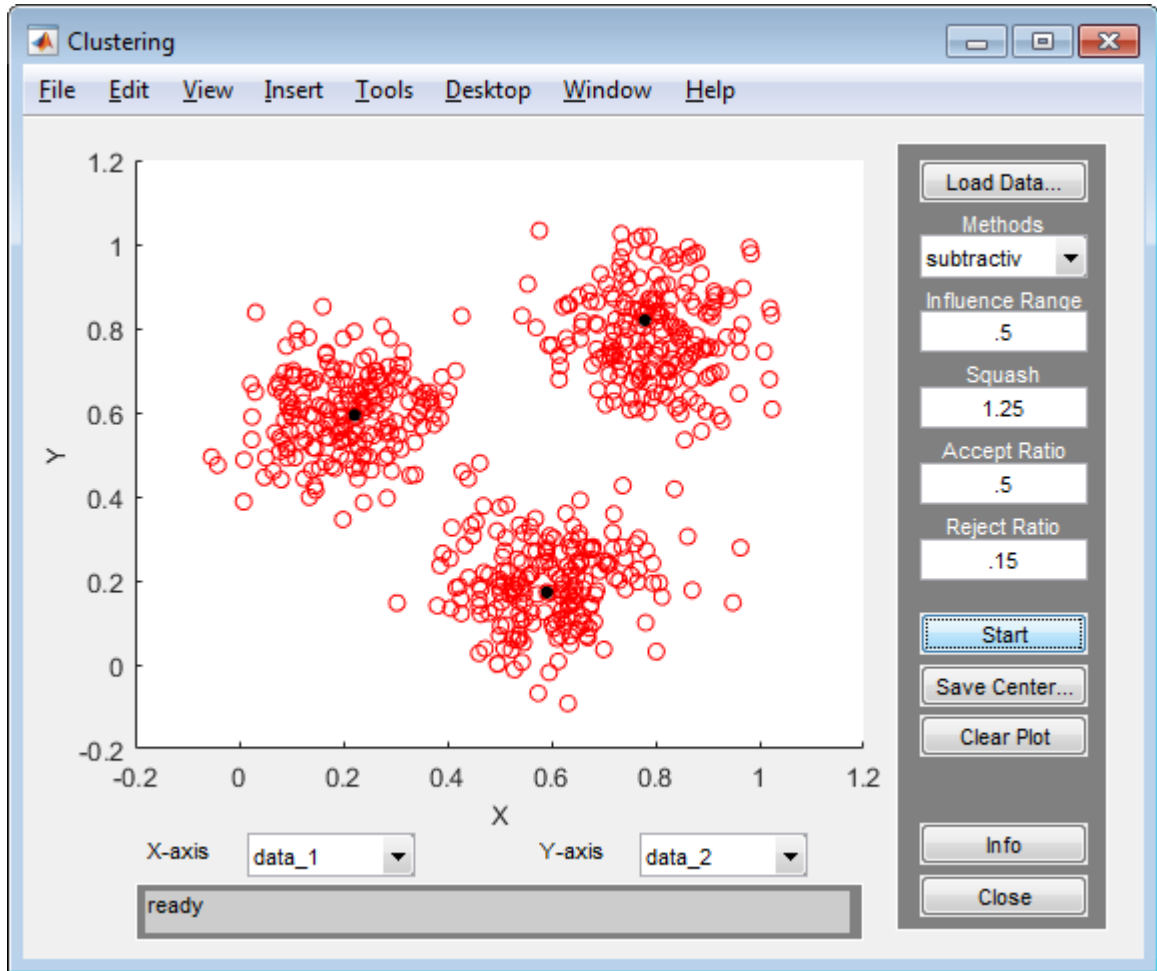 Clustering
File Edit View Insert Tools Desktop Window Help
1.2
1
0.8
0.6
0.4
0.2
0
-0.2
Y
-0.2 0 0.2 0.4 0.6 0.8 1 1.2
X
X-axis data_1 Y-axis data_2
ready
Load Data...
Methods
subtractiv
Influence Range
.5
Squash
1.25
Accept Ratio
.5
Reject Ratio
.15
Start
Save Center...
Clear Plot
Info
Close